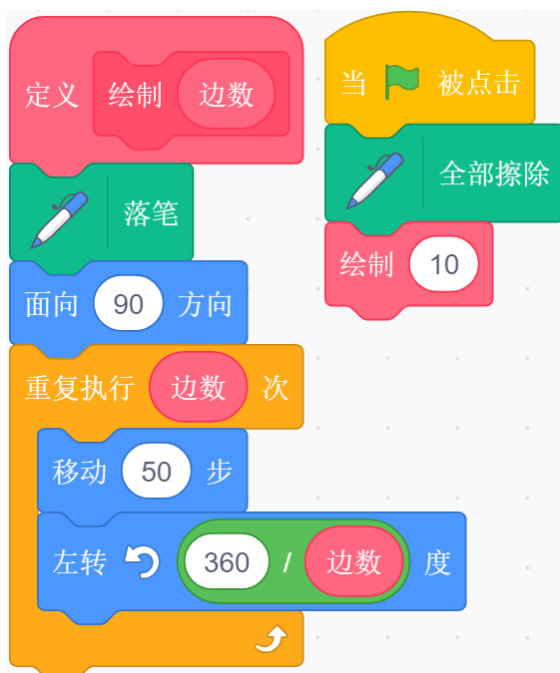 定义 绘制 边数
落笔
面向 90 方向
重复执行 边数 次
移动 50 步
左转 360 / 边数 度
当 被点击
全部擦除
绘制 10